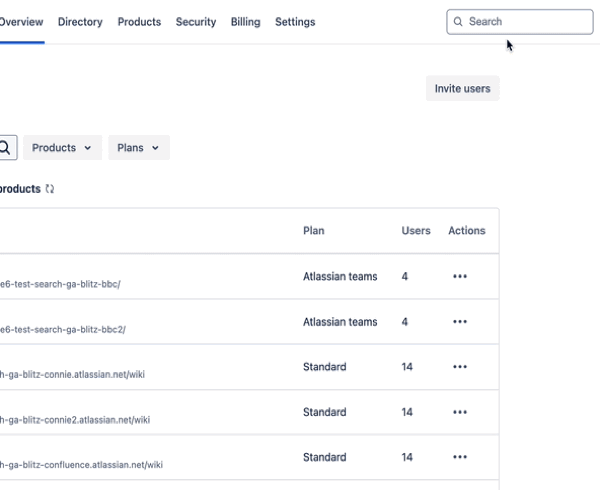 Overview Directory Products Security Billing Settings Search
Invite users
Products Plans
products
Plan Users Actions
Atlassian teams 4
e6-test-search-ga-blitz-bbc/
Atlassian teams 4
e6-test-search-ga-blitz-bbc2/
Standard 14
h-ga-blitz-connie.atlassian.net/wiki
Standard 14
h-ga-blitz-connie2.atlassian.net/wiki
Standard 14
h-ga-blitz-confluence.atlassian.net/wiki